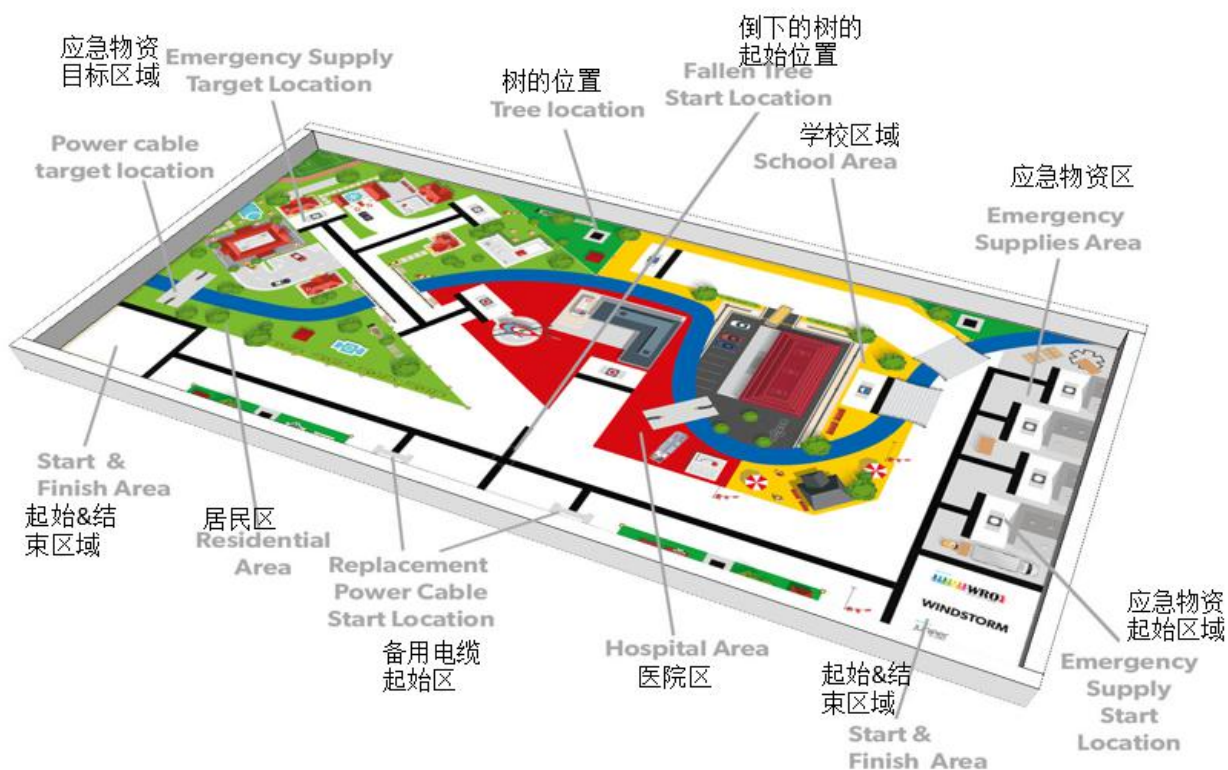 应急物资
目标区域
Emergency Supply
Target Location
树的位置
Tree location
倒下的树的
起始位置
Fallen Tree
Start Location
Power cable
target location
学校区域
School Area
应急物资区
Emergency
Supplies Area
Start &
Finish Area
起始&结
束区域
居民区
Residential
Area
Replacement
Power Cable
Start Location
备用电缆
起始区
Hospital Area
医院区
起始&结
束区域
Start &
Finish Area
WRO
WINDSTORM
应急物资
起始区域
Emergency
Supply
Start
Location